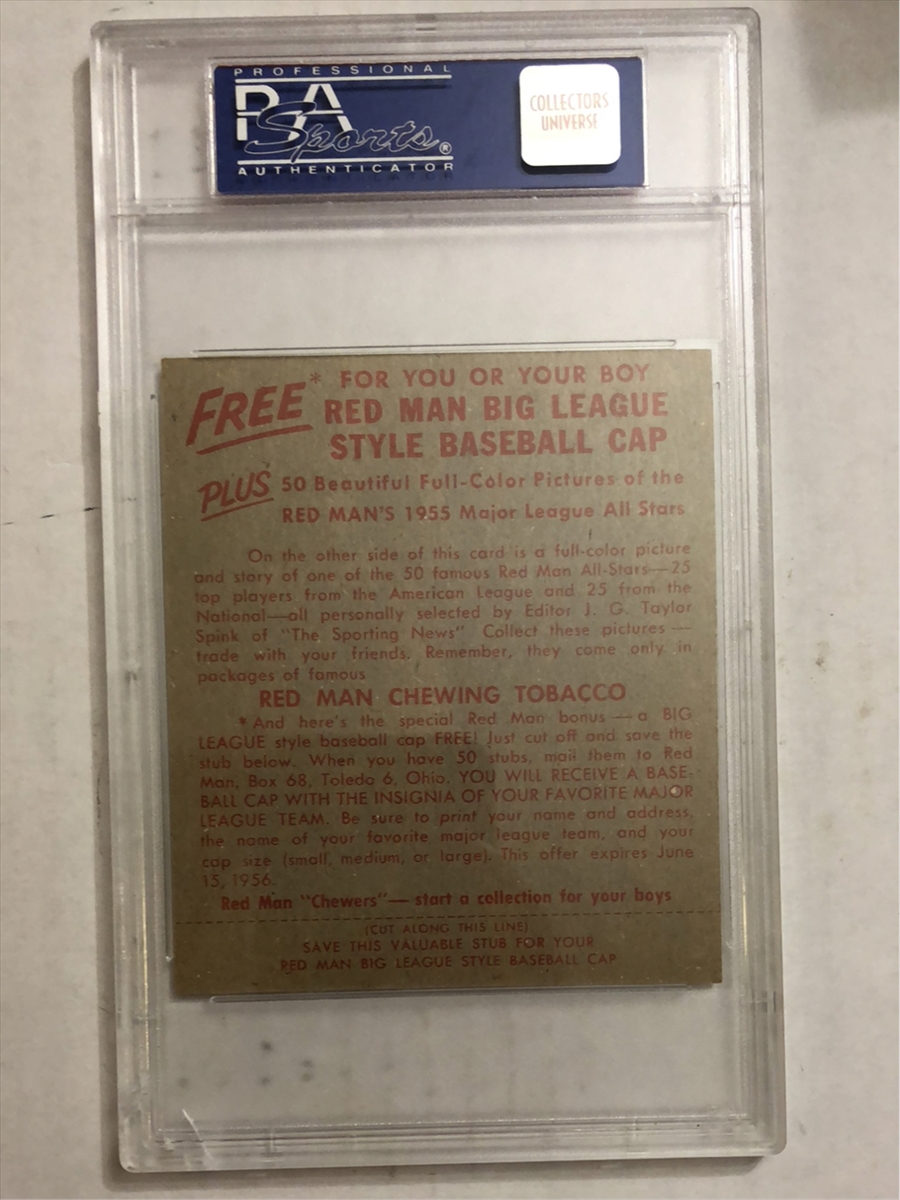 PROFESSIONAL
PSA
Sports®
AUTHENTICATOR
COLLECTORS
UNIVERSE
FREE* FOR YOU OR YOUR BOY
RED MAN BIG LEAGUE
STYLE BASEBALL CAP
PLUS 50 Beautiful Full-Color Pictures of the
RED MAN'S 1955 Major League All Stars
On the other side of this card is a full-color picture
and story of one of the 50 famous Red Man All-Stars—25
top players from the American League and 25 from the
National—all personally selected by Editor J. G. Taylor
Spink of "The Sporting News" Collect these pictures —
trade with your friends. Remember, they come only in
packages of famous
RED MAN CHEWING TOBACCO
*And here's the special Red Man bonus — a BIG
LEAGUE style baseball cap FREE! Just cut off and save the
stub below. When you have 50 stubs, mail them to Red
Man, Box 68, Toledo 6, Ohio. YOU WILL RECEIVE A BASE-
BALL CAP WITH THE INSIGNIA OF YOUR FAVORITE MAJOR
LEAGUE TEAM. Be sure to print your name and address,
the name of your favorite major league team, and your
cap size (small, medium, or large). This offer expires June
15, 1956.
Red Man "Chewers"— start a collection for your boys
(CUT ALONG THIS LINE)
SAVE THIS VALUABLE STUB FOR YOUR
RED MAN BIG LEAGUE STYLE BASEBALL CAP